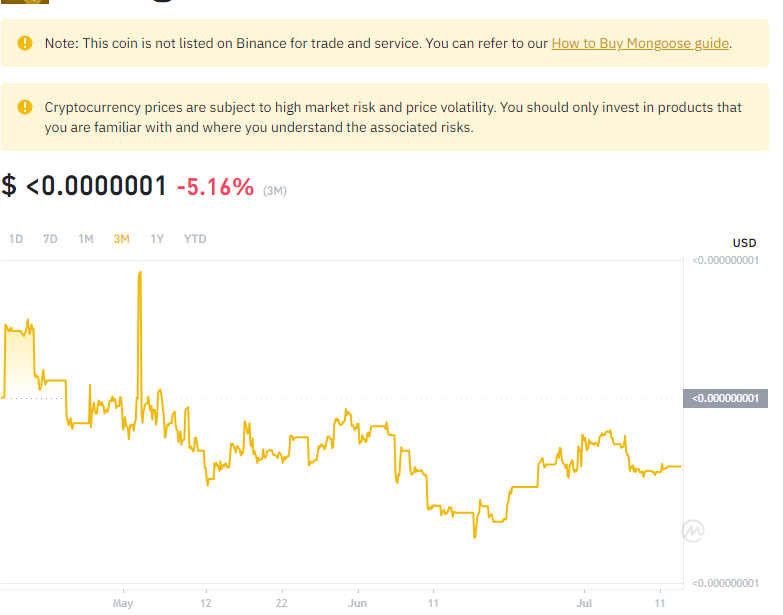 Note: This coin is not listed on Binance for trade and service. You can refer to our How to Buy Mongoose guide.
Cryptocurrency prices are subject to high market risk and price volatility. You should only invest in products that
you are familiar with and where you understand the associated risks.
$ <0.0000001 -5.16% (3M)
1D 7D 1M 3M 1Y YTD
USD
<0.000000001
<0.000000001
<0.000000001
May 12 22 Jun 11 Jul 11